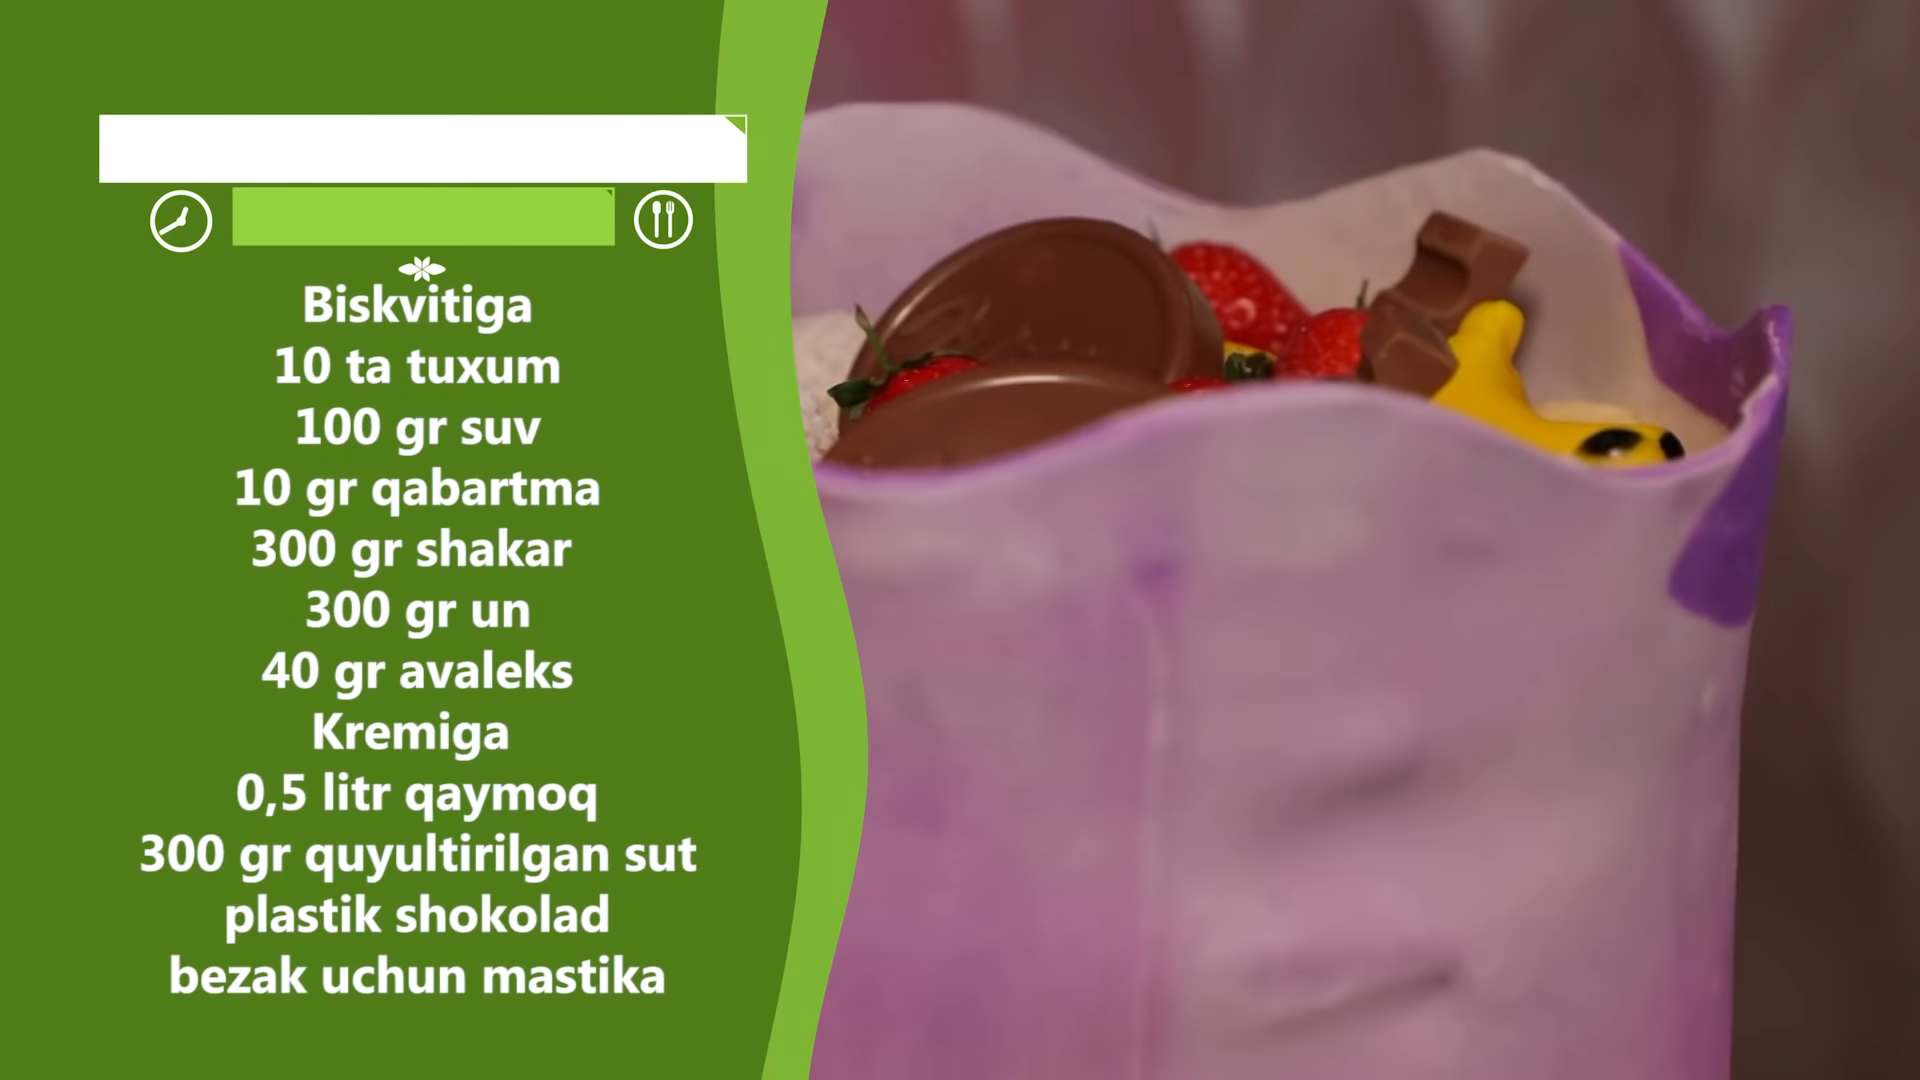 Biskvitiga
10 ta tuxum
100 gr suv
10 gr qabartma
300 gr shakar
300 gr un
40 gr avaleks
Kremiga
0,5 litr qaymoq
300 gr quyultirilgan sut
plastik shokolad
bezak uchun mastika